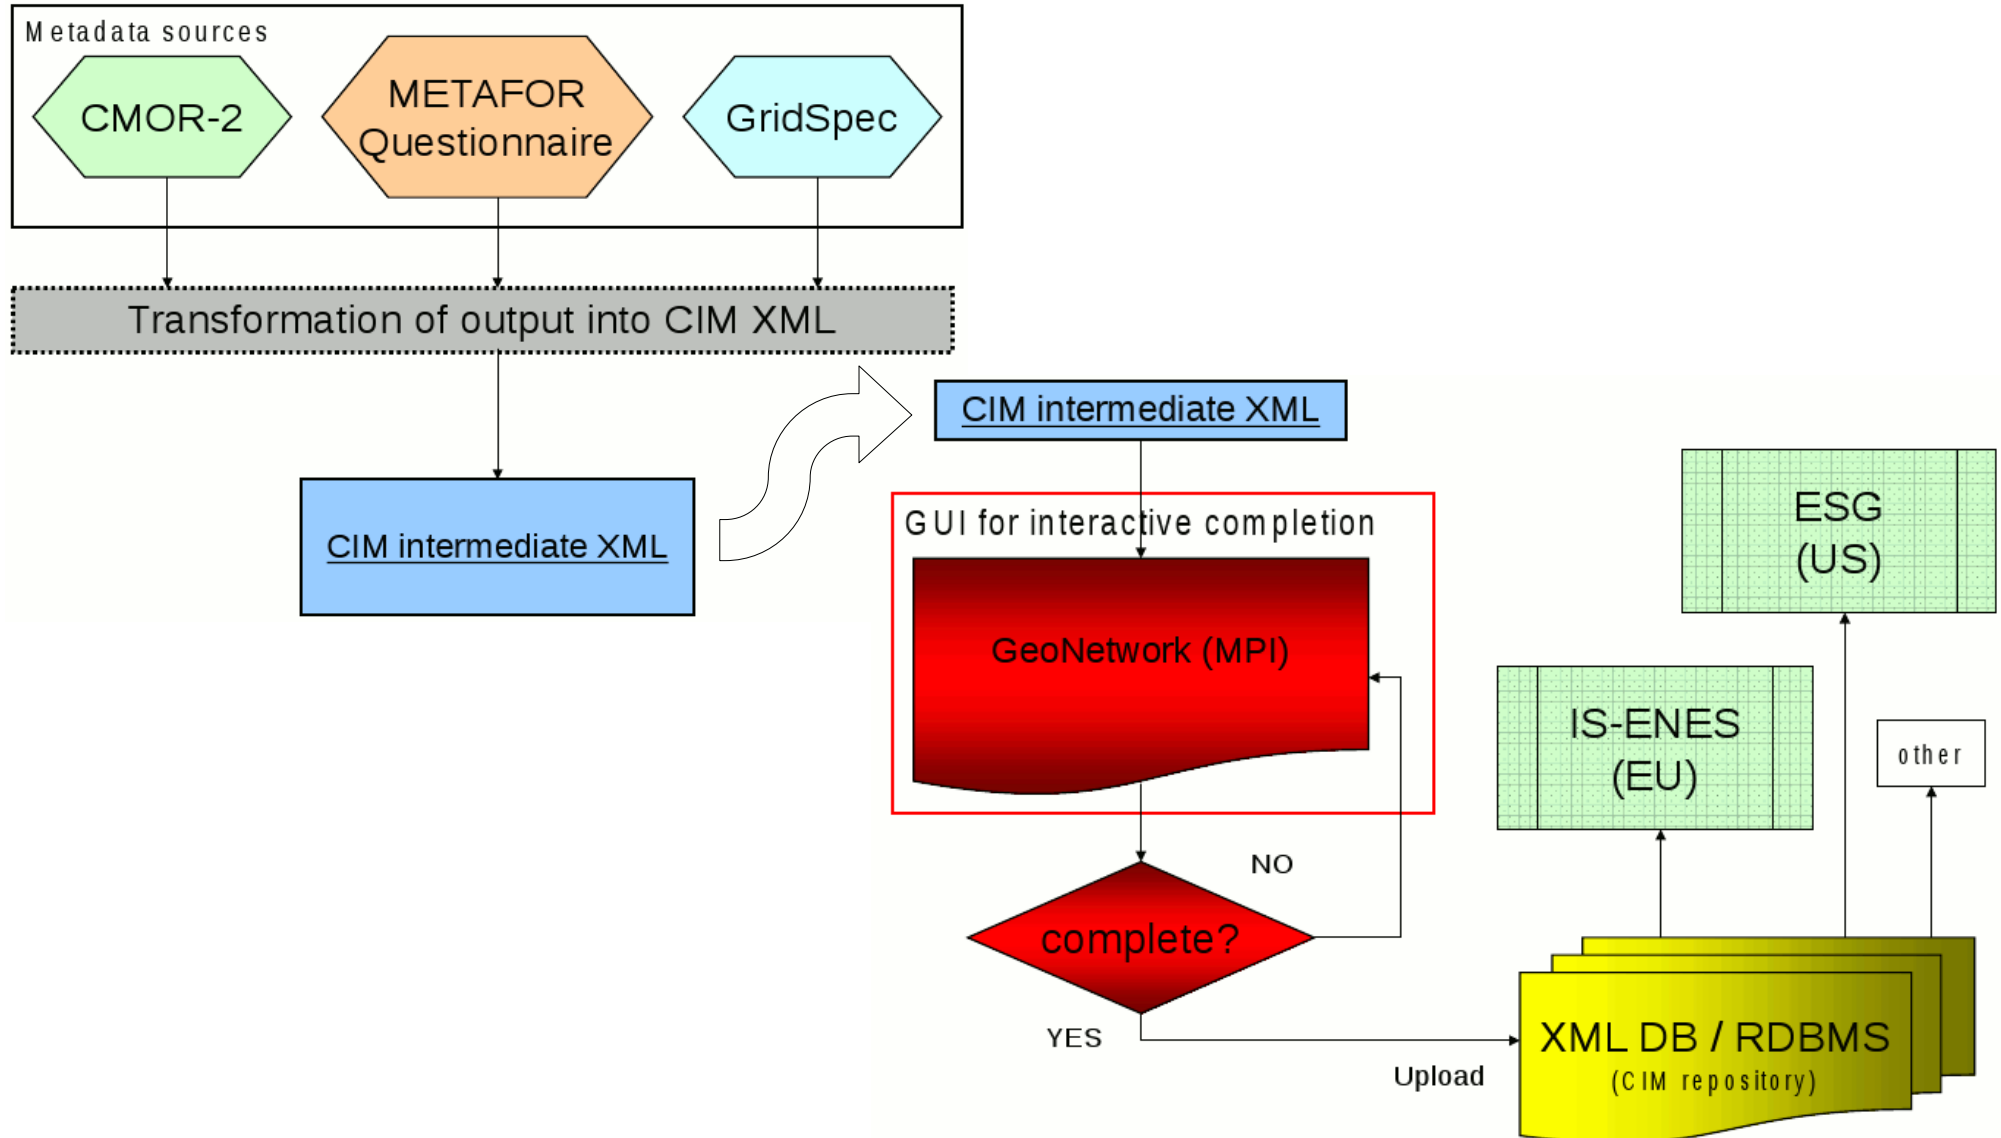 Metadata sources
CMOR-2
METAFOR
Questionnaire
GridSpec
Transformation of output into CIM XML
CIM intermediate XML
CIM intermediate XML
GUI for interactive completion
GeoNetwork (MPI)
complete?
NO
YES
Upload
ESG
(US)
IS-ENES
(EU)
other
XML DB / RDBMS
(CIM repository)